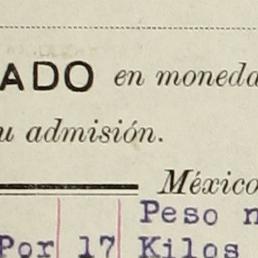 ADO en moneda
u admisión.
México
Peso n
Por 17 Kilos